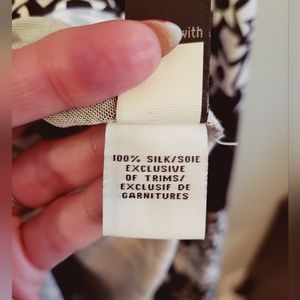 with
100% SILK/SOIE
EXCLUSIVE
OF TRIMS/
EXCLUSIF DE
GARNITURES